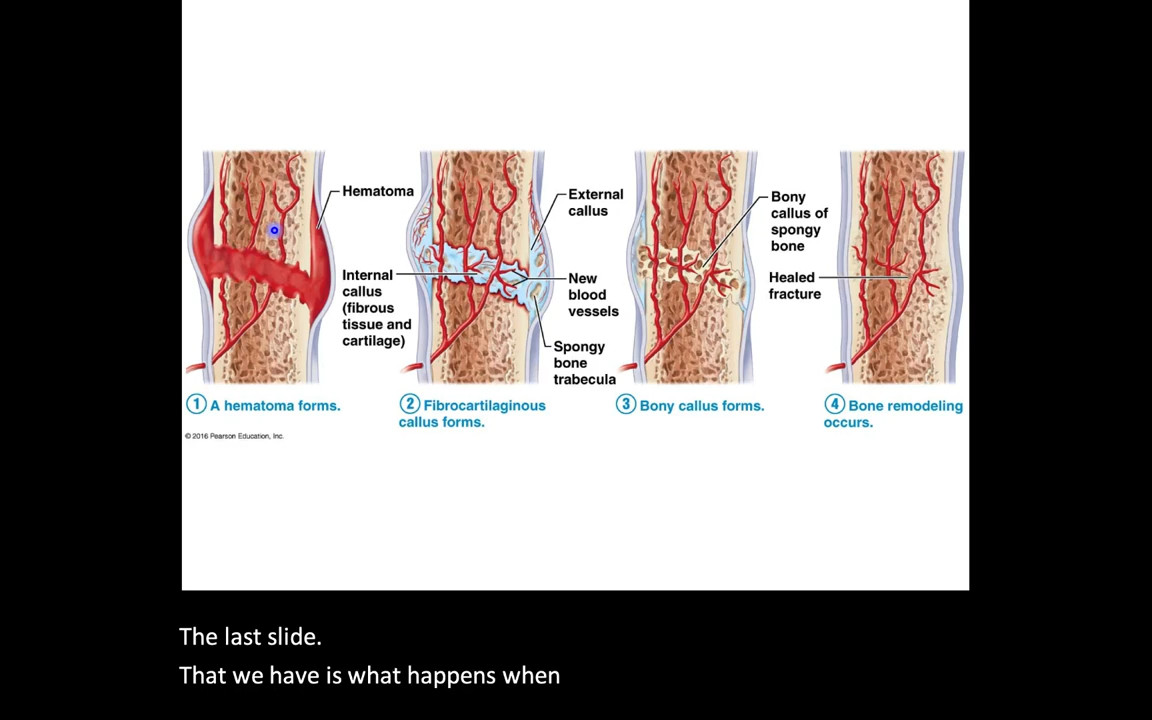 Hematoma
Internal
callus
(fibrous
tissue and
cartilage)
External
callus
New
blood
vessels
Spongy
bone
trabecula
Bony
callus of
spongy
bone
Healed
fracture
1 A hematoma forms.
2 Fibrocartilaginous
callus forms.
3 Bony callus forms.
4 Bone remodeling
occurs.
© 2016 Pearson Education, Inc.
The last slide.
That we have is what happens when